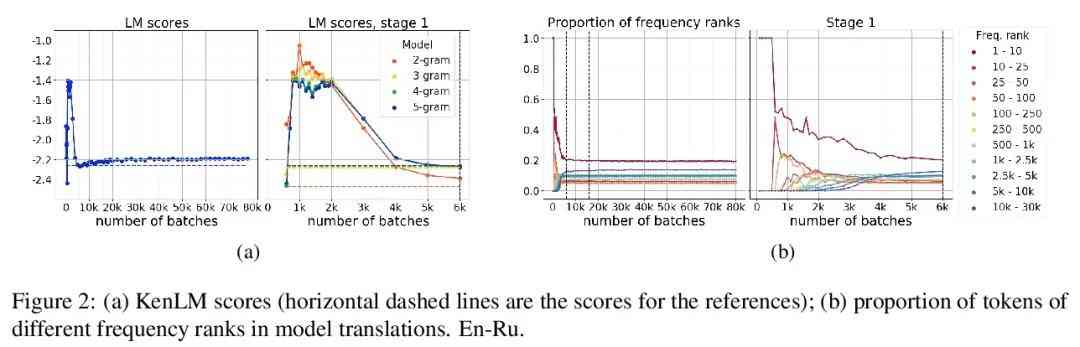 LM scores
-1.0
-1.2
-1.4
-1.6
-1.8
-2.0
-2.2
-2.4
0 10k 20k 30k 40k 50k 60k 70k 80k
number of batches
LM scores, stage 1
Model
2-gram
3 gram
4-gram
5-gram
1k 2k 3k 4k 5k 6k
number of batches
(a)
Proportion of frequency ranks
1.0
0.8
0.6
0.4
0.2
0.0
0 10k 20k 30k 40k 50k 60k 70k 80k
number of batches
Stage 1
0 1k 2k 3k 4k 5k 6k
number of batches
Freq. rank
1 - 10
10 - 25
25 - 50
50 - 100
100 - 250
250 - 500
500 - 1k
1k - 2.5k
2.5k - 5k
5k - 10k
10k - 30k
(b)
Figure 2: (a) KenLM scores (horizontal dashed lines are the scores for the references); (b) proportion of tokens of
different frequency ranks in model translations. En-Ru.